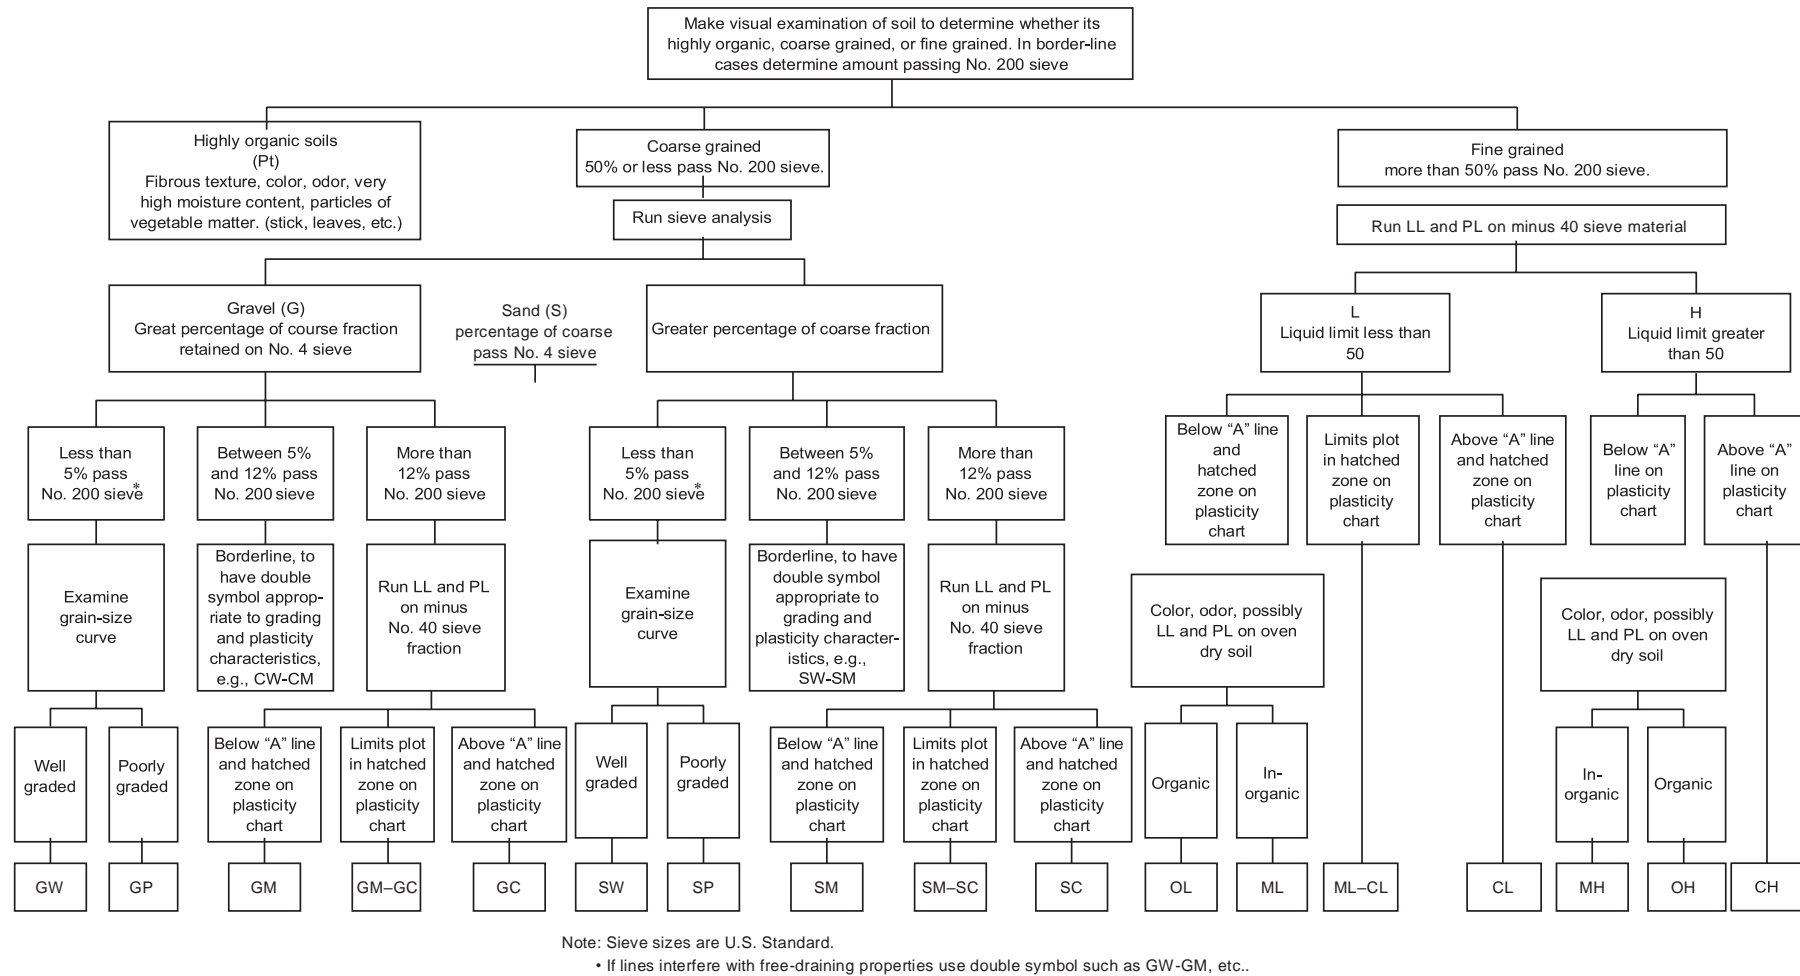 Make visual examination of soil to determine whether its
highly organic, coarse grained, or fine grained. In border-line
cases determine amount passing No. 200 sieve
Highly organic soils
(Pt)
Fibrous texture, color, odor, very
high moisture content, particles of
vegetable matter. (stick, leaves, etc.)
Coarse grained
50% or less pass No. 200 sieve.
Run sieve analysis
Fine grained
more than 50% pass No. 200 sieve.
Run LL and PL on minus 40 sieve material
Gravel (G)
Great percentage of course fraction
retained on No. 4 sieve
Sand (S)
percentage of coarse
pass No. 4 sieve
Greater percentage of coarse fraction
L
Liquid limit less than
50
H
Liquid limit greater
than 50
Less than
5% pass
No. 200 sieve*
Between 5%
and 12% pass
No. 200 sieve
More than
12% pass
No. 200 sieve
Less than
5% pass
No. 200 sieve*
Between 5%
and 12% pass
No. 200 sieve
More than
12% pass
No. 200 sieve
Below “A” line
and
hatched
zone on
plasticity
chart
Limits plot
in hatched
zone on
plasticity
chart
Above “A” line
and hatched
zone on
plasticity
chart
Below “A”
line on
plasticity
chart
Above “A”
line on
plasticity
chart
Examine
grain-size
curve
Borderline, to
have double
symbol approp-
riate to grading
and plasticity
characteristics,
e.g., CW-CM
Run LL and PL
on minus
No. 40 sieve
fraction
Examine
grain-size
curve
Borderline, to have
double symbol
appropriate to
grading and
plasticity character-
istics, e.g.,
SW-SM
Run LL and PL
on minus
No. 40 sieve
fraction
Color, odor, possibly
LL and PL on oven
dry soil
Color, odor, possibly
LL and PL on oven
dry soil
Well
graded
Poorly
graded
Below “A” line
and hatched
zone on
plasticity
chart
Limits plot
in hatched
zone on
plasticity
chart
Above “A” line
and hatched
zone on
plasticity
chart
Well
graded
Poorly
graded
Below “A” line
and hatched
zone on
plasticity
chart
Limits plot
in hatched
zone on
plasticity
chart
Above “A” line
and hatched
zone on
plasticity
chart
Organic
In-
organic
In-
organic
Organic
GW
GP
GM
GM–GC
GC
SW
SP
SM
SM–SC
SC
OL
ML
ML–CL
CL
MH
OH
CH
Note: Sieve sizes are U.S. Standard.
• If lines interfere with free-draining properties use double symbol such as GW-GM, etc..